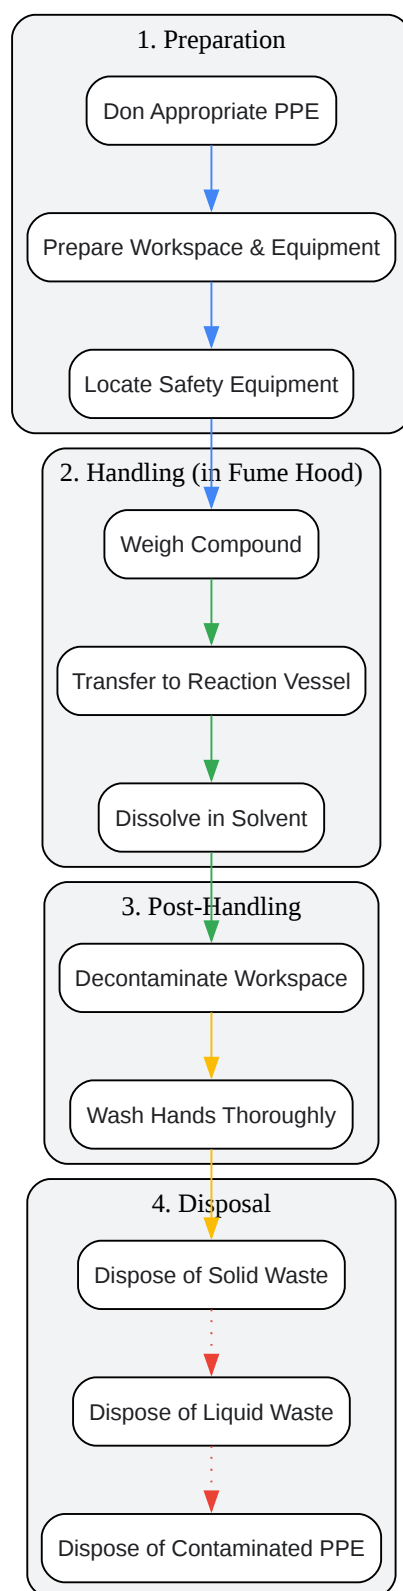 1. Preparation
Don Appropriate PPE
Prepare Workspace & Equipment
Locate Safety Equipment
2. Handling (in Fume Hood)
Weigh Compound
Transfer to Reaction Vessel
Dissolve in Solvent
3. Post-Handling
Decontaminate Workspace
Wash Hands Thoroughly
4. Disposal
Dispose of Solid Waste
Dispose of Liquid Waste
Dispose of Contaminated PPE